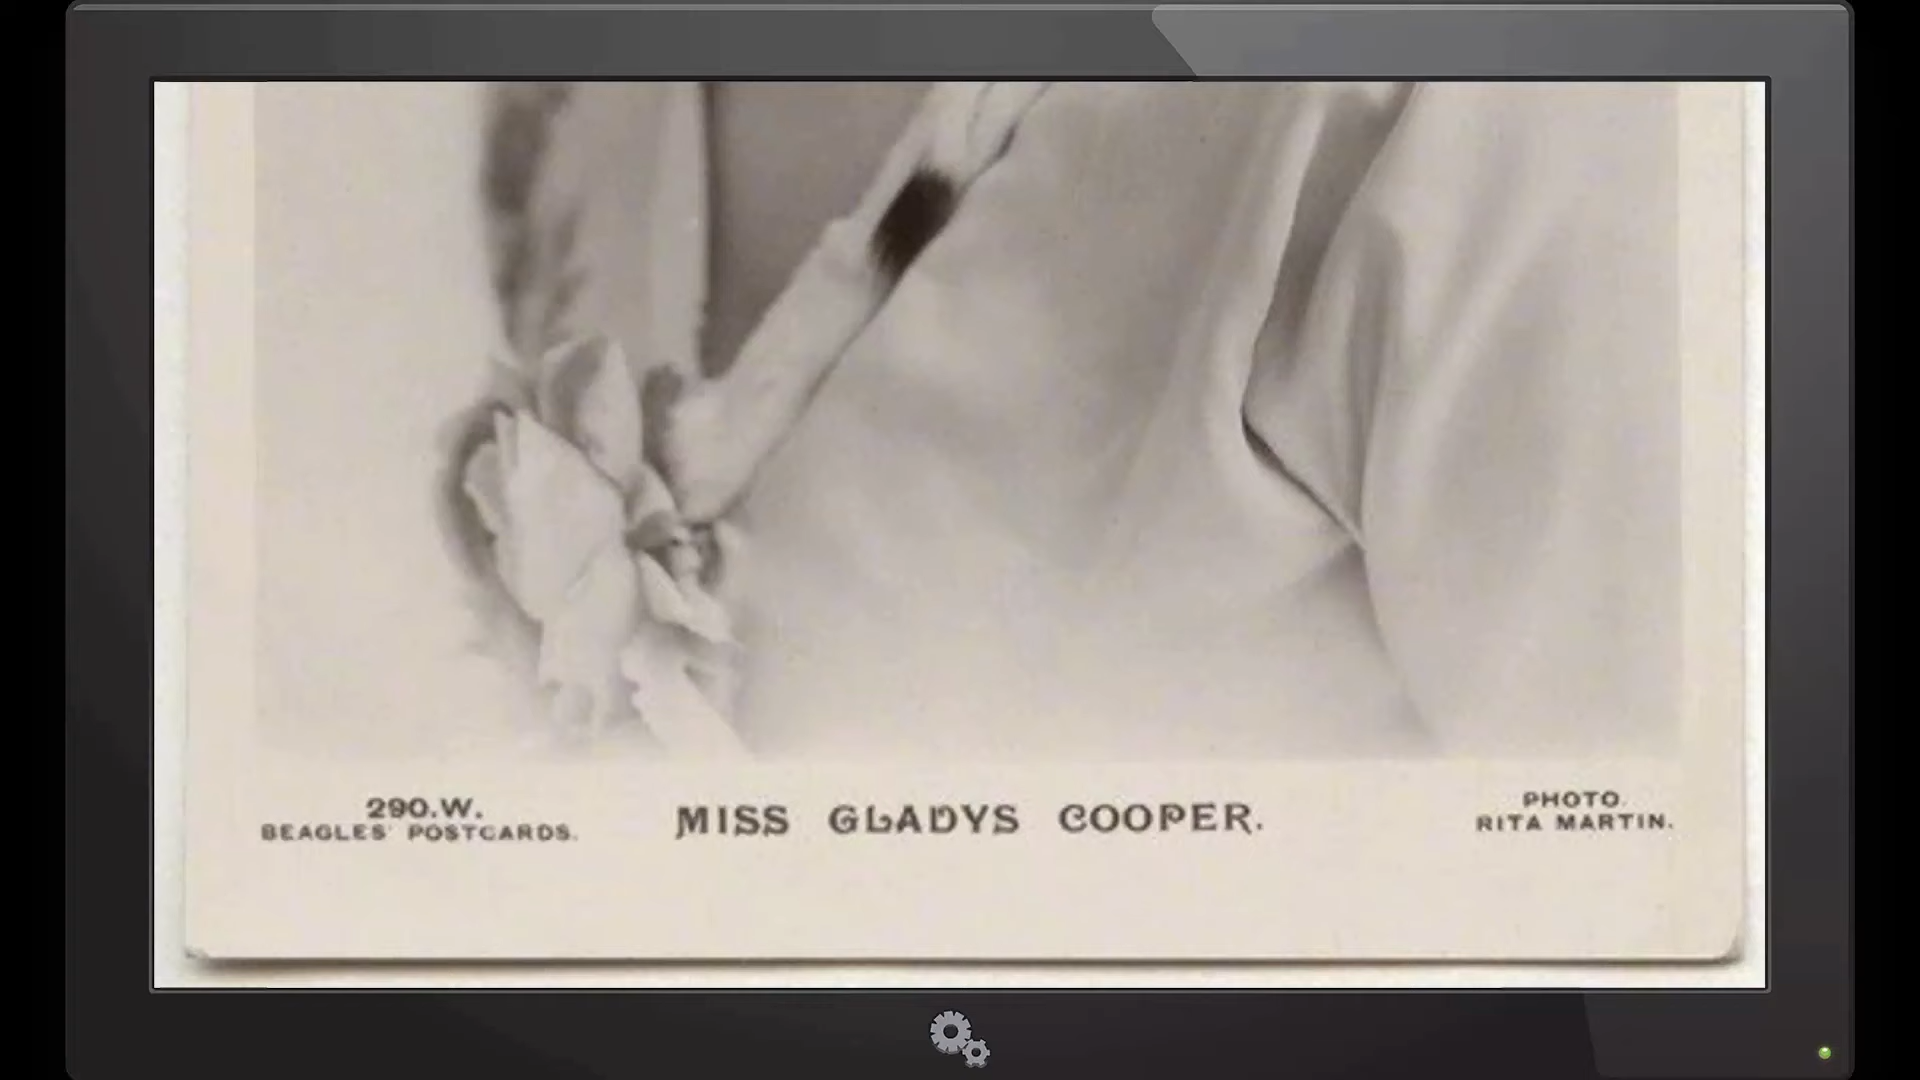 290.W.
BEAGLES' POSTCARDS.
MISS GLADYS COOPER.
PHOTO.
RITA MARTIN.